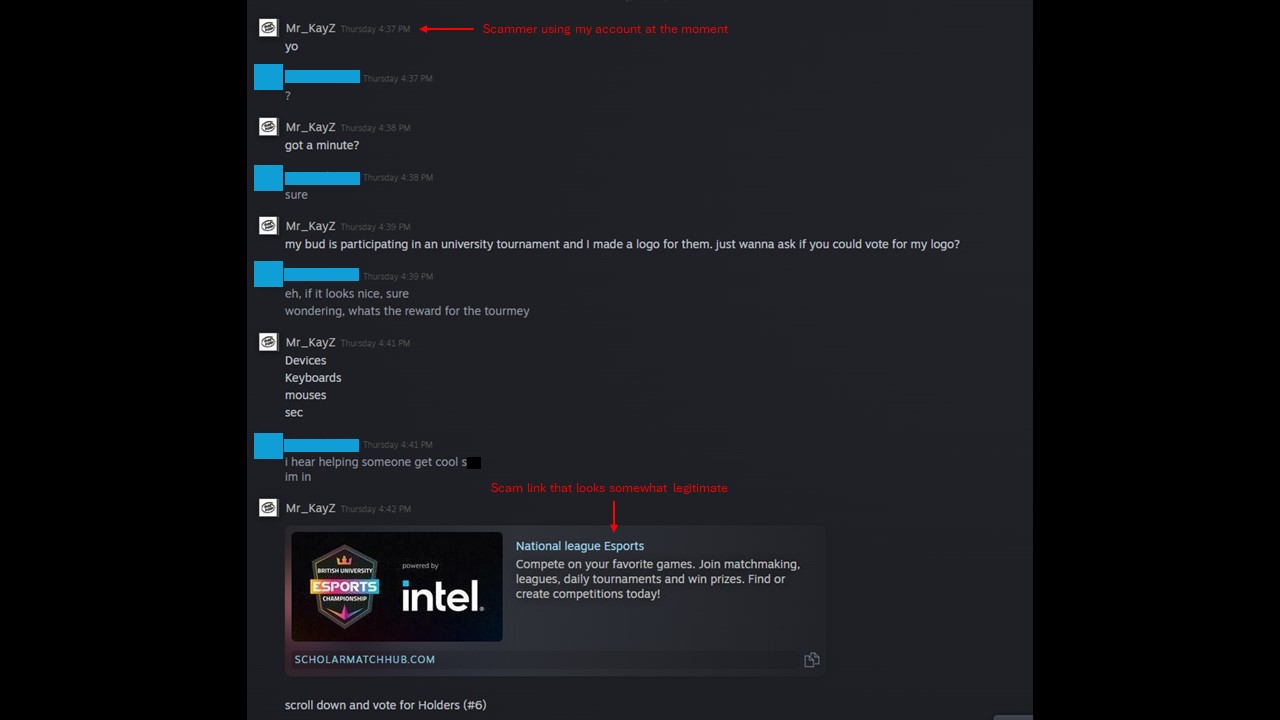 Mr_KayZ Thursday 4:37 PM
Scammer using my account at the moment
yo
Thursday 4:37 PM
?
Mr_KayZ Thursday 4:38 PM
got a minute?
Thursday 4:38 PM
sure
Mr_KayZ Thursday 4:39 PM
my bud is participating in an university tournament and I made a logo for them. just wanna ask if you could vote for my logo?
Thursday 4:39 PM
eh, if it looks nice, sure
wondering, whats the reward for the tourmey
Mr_KayZ Thursday 4:41 PM
Devices
Keyboards
mouses
sec
Thursday 4:41 PM
i hear helping someone get cool s
im in
Scam link that looks somewhat legitimate
Mr_KayZ Thursday 4:42 PM
BRITISH UNIVERSITY
ESPORTS
CHAMPIONSHIP
powered by
intel.
National league Esports
Compete on your favorite games. Join matchmaking,
leagues, daily tournaments and win prizes. Find or
create competitions today!
SCHOLARMATCHHUB.COM
scroll down and vote for Holders (#6)